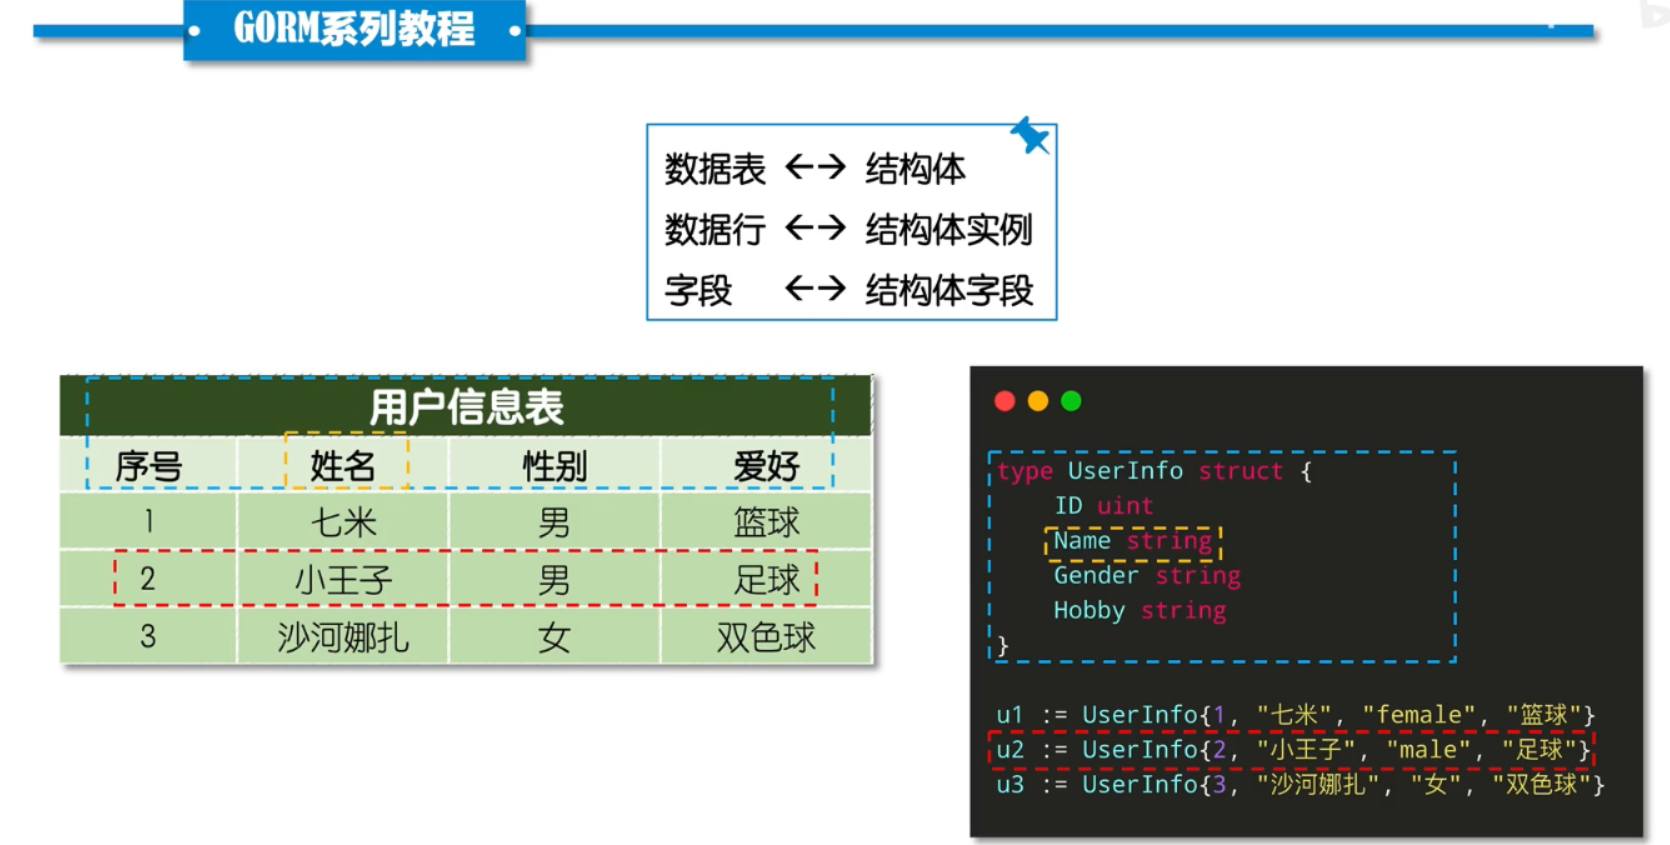 GORM系列教程
数据表 <-> 结构体
数据行 <-> 结构体实例
字段 <-> 结构体字段
用户信息表
序号 姓名 性别 爱好
1 七米 男 篮球
2 小王子 男 足球
3 沙河娜扎 女 双色球
type UserInfo struct {
ID uint
Name string
Gender string
Hobby string
}
u1 := UserInfo{1, "七米", "female", "篮球"}
u2 := UserInfo{2, "小王子", "male", "足球"}
u3 := UserInfo{3, "沙河娜扎", "女", "双色球"}